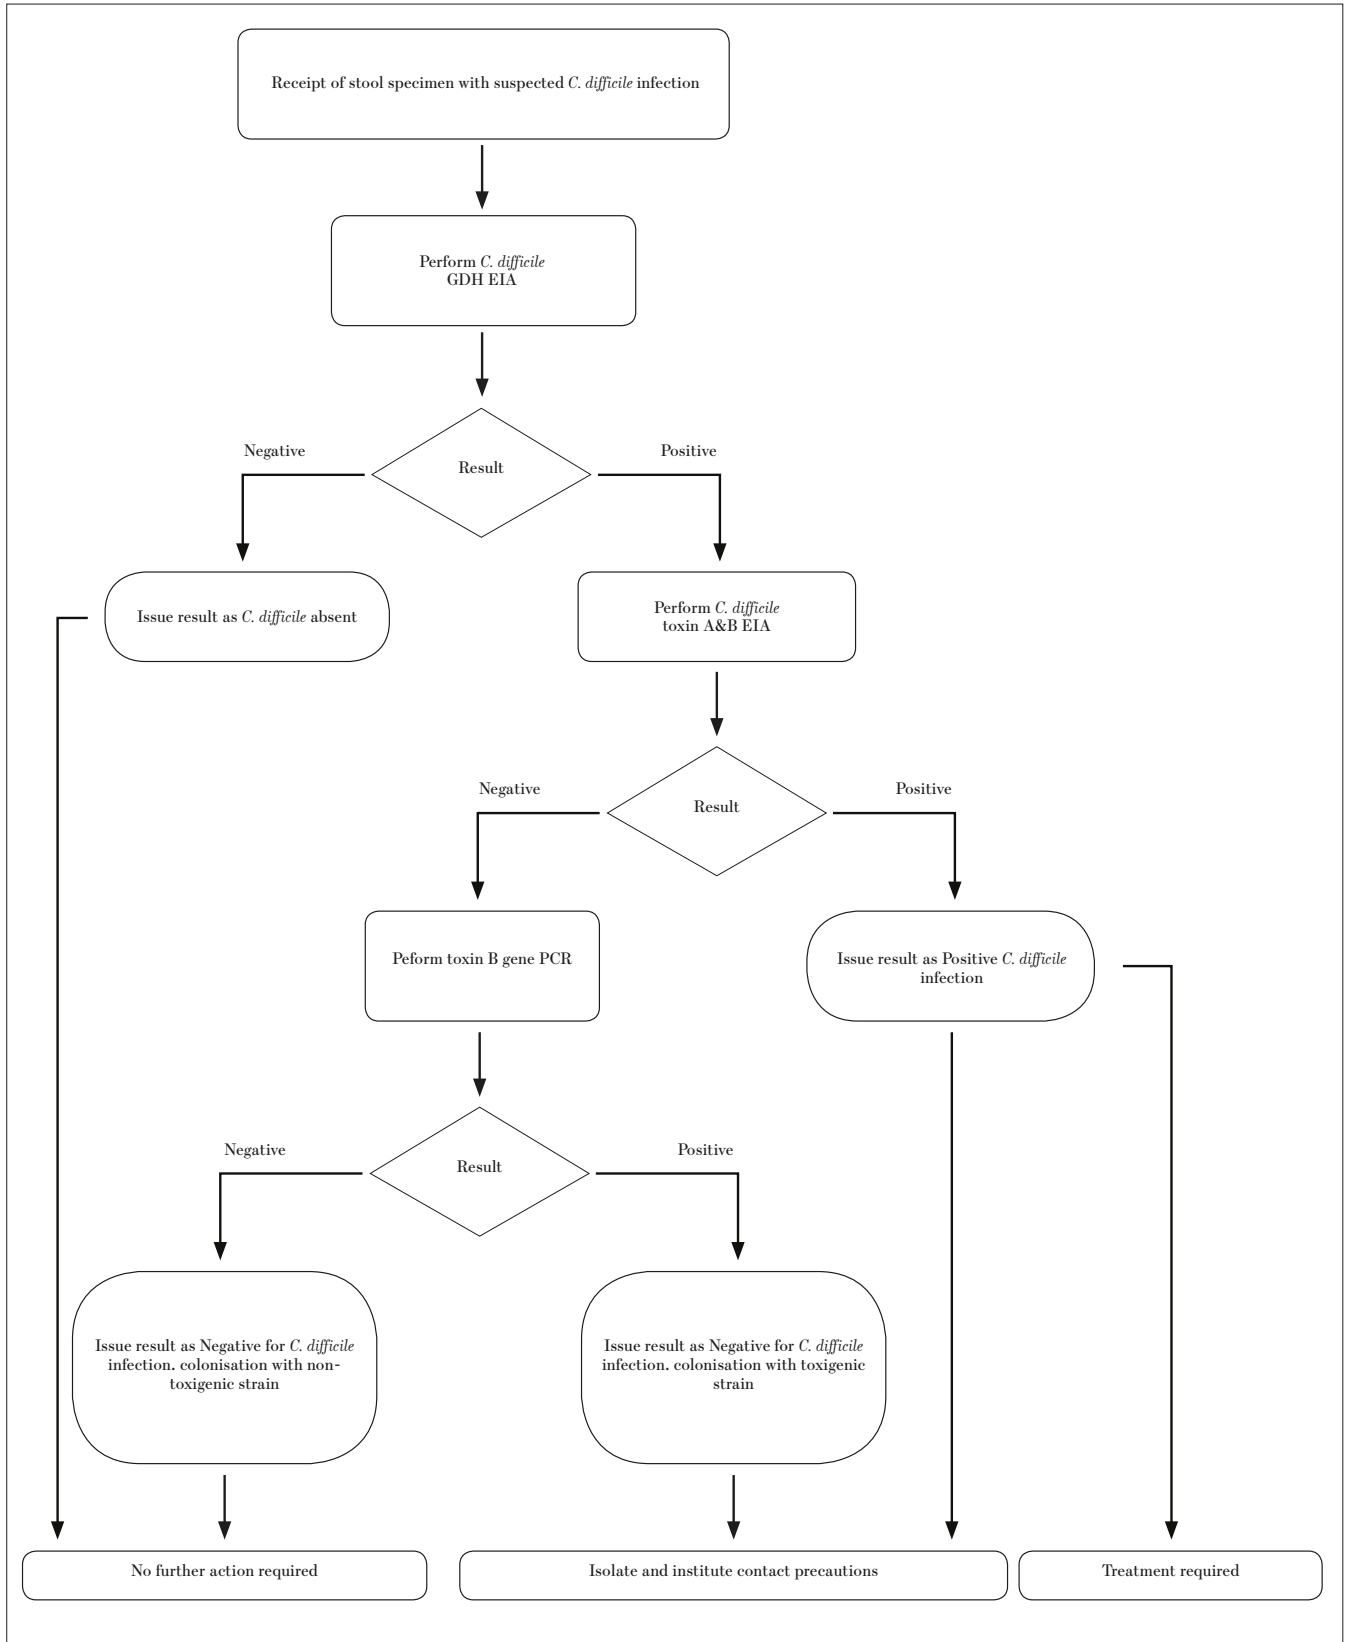 Receipt of stool specimen with suspected C. difficile infection
Perform C. difficile
GDH EIA
Negative
Positive
Result
Issue result as C. difficile absent
Perform C. difficile
toxin A&B EIA
Negative
Positive
Result
Peform toxin B gene PCR
Issue result as Positive C. difficile
infection
Negative
Positive
Result
Issue result as Negative for C. difficile
infection. colonisation with non-
toxigenic strain
Issue result as Negative for C. difficile
infection. colonisation with toxigenic
strain
No further action required
Isolate and institute contact precautions
Treatment required